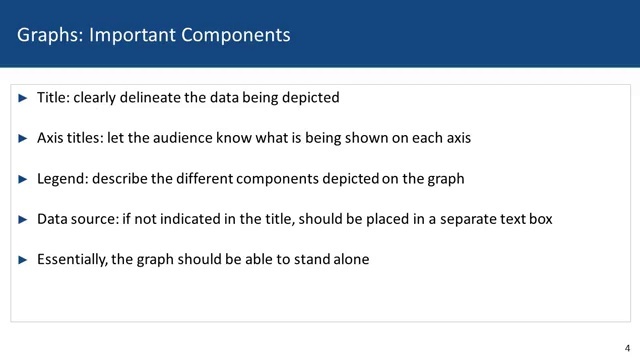 Graphs: Important Components
► Title: clearly delineate the data being depicted
► Axis titles: let the audience know what is being shown on each axis
► Legend: describe the different components depicted on the graph
► Data source: if not indicated in the title, should be placed in a separate text box
► Essentially, the graph should be able to stand alone
4